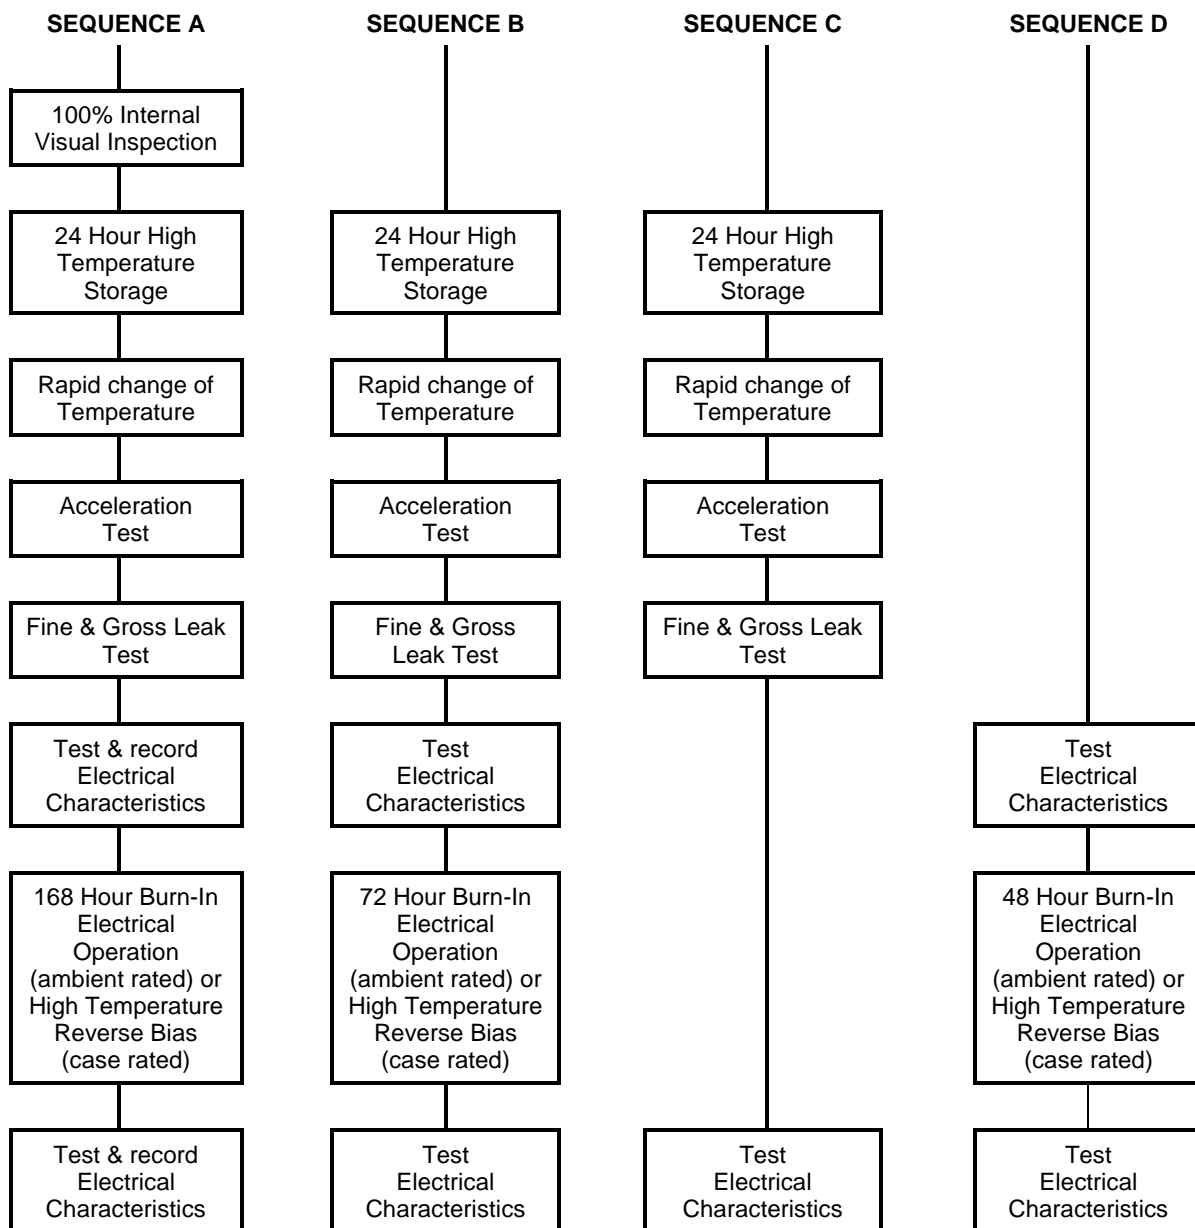 SEQUENCE A
SEQUENCE B
SEQUENCE C
SEQUENCE D
100% Internal
Visual Inspection
24 Hour High
Temperature
Storage
24 Hour High
Temperature
Storage
24 Hour High
Temperature
Storage
Rapid change of
Temperature
Rapid change of
Temperature
Rapid change of
Temperature
Acceleration
Test
Acceleration
Test
Acceleration
Test
Fine & Gross Leak
Test
Fine & Gross
Leak Test
Fine & Gross Leak
Test
Test & record
Electrical
Characteristics
Test
Electrical
Characteristics
Test
Electrical
Characteristics
168 Hour Burn-In
Electrical
Operation
(ambient rated) or
High Temperature
Reverse Bias
(case rated)
72 Hour Burn-In
Electrical
Operation
(ambient rated) or
High Temperature
Reverse Bias
(case rated)
48 Hour Burn-In
Electrical
Operation
(ambient rated) or
High Temperature
Reverse Bias
(case rated)
Test & record
Electrical
Characteristics
Test
Electrical
Characteristics
Test
Electrical
Characteristics
Test
Electrical
Characteristics